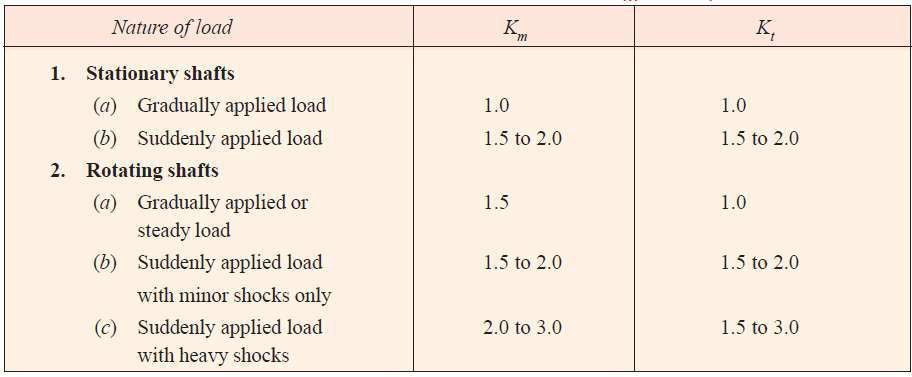 Nature of load K_m K_t
1. Stationary shafts
(a) Gradually applied load 1.0 1.0
(b) Suddenly applied load 1.5 to 2.0 1.5 to 2.0
2. Rotating shafts
(a) Gradually applied or 1.5 1.0
steady load
(b) Suddenly applied load 1.5 to 2.0 1.5 to 2.0
with minor shocks only
(c) Suddenly applied load 2.0 to 3.0 1.5 to 3.0
with heavy shocks